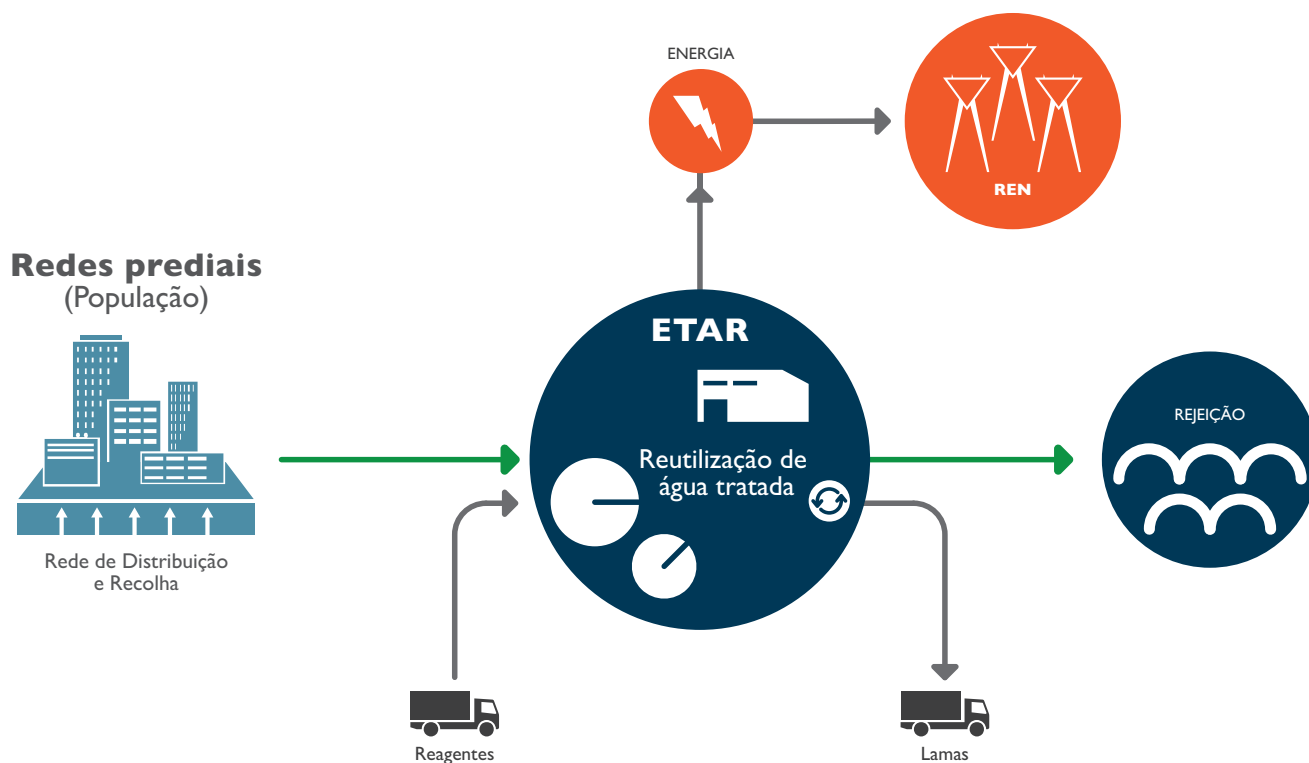 ENERGIA
REN
Redes prediais
(População)
ETAR
REJEIÇÃO
Reutilização de
água tratada
Rede de Distribuição
e Recolha
Reagentes
Lamas